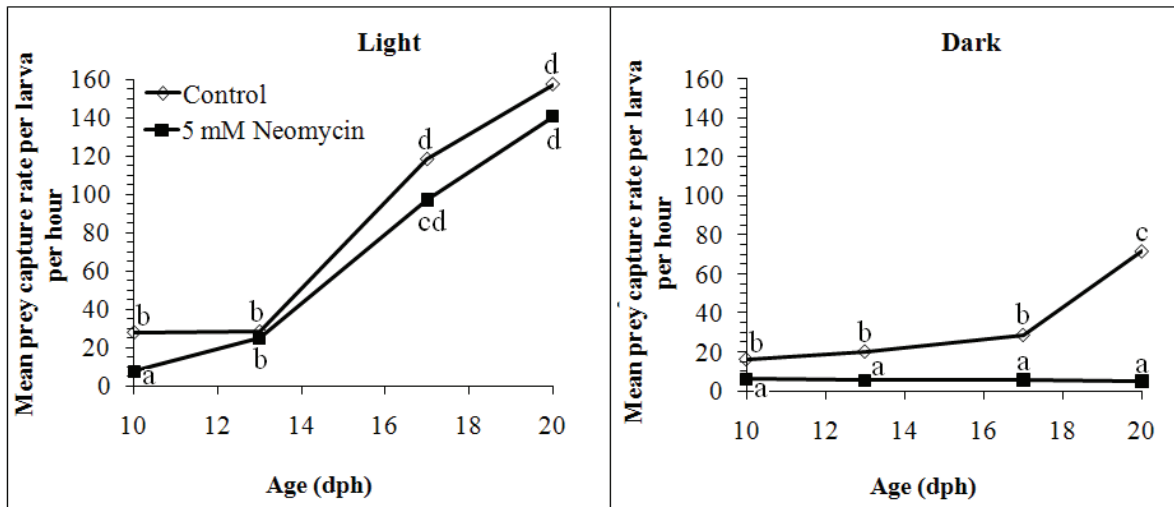 Light
Mean prey capture rate per larva
per hour
160
140
120
100
80
60
40
20
0
Control
5 mM Neomycin
b
a
b
b
d
cd
d
d
10
12
14
16
18
20
Age (dph)
Dark
Mean prey capture rate per larva
per hour
160
140
120
100
80
60
40
20
0
b
a
b
a
b
a
c
a
10
12
14
16
18
20
Age (dph)